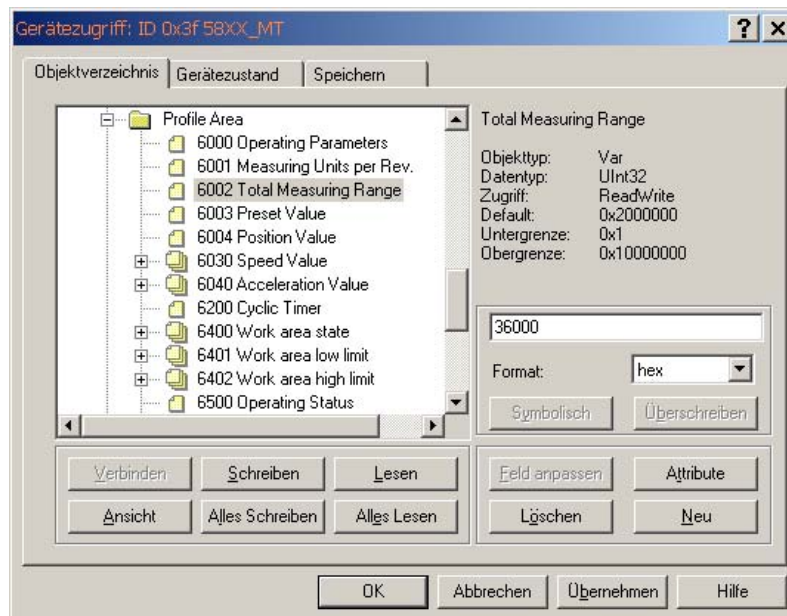 Gerätezugriff: ID 0x3f 58XX_MT
Objektverzeichnis
Gerätezustand
Speichern
Profile Area
6000 Operating Parameters
6001 Measuring Units per Rev.
6002 Total Measuring Range
6003 Preset Value
6004 Position Value
6030 Speed Value
6040 Acceleration Value
6200 Cyclic Timer
6400 Work area state
6401 Work area low limit
6402 Work area high limit
6500 Operating Status
Total Measuring Range
Objekttyp: Var
Datentyp: UInt32
Zugriff: ReadWrite
Default: 0x2000000
Untergrenze: 0x1
Obergrenze: 0x10000000
36000
Format: hex
Symbolisch Überschreiben
Verbinden Schreiben Lesen
Ansicht Alles Schreiben Alles Lesen
Feld anpassen Attribute
Löschen Neu
OK Abbrechen Übernehmen Hilfe